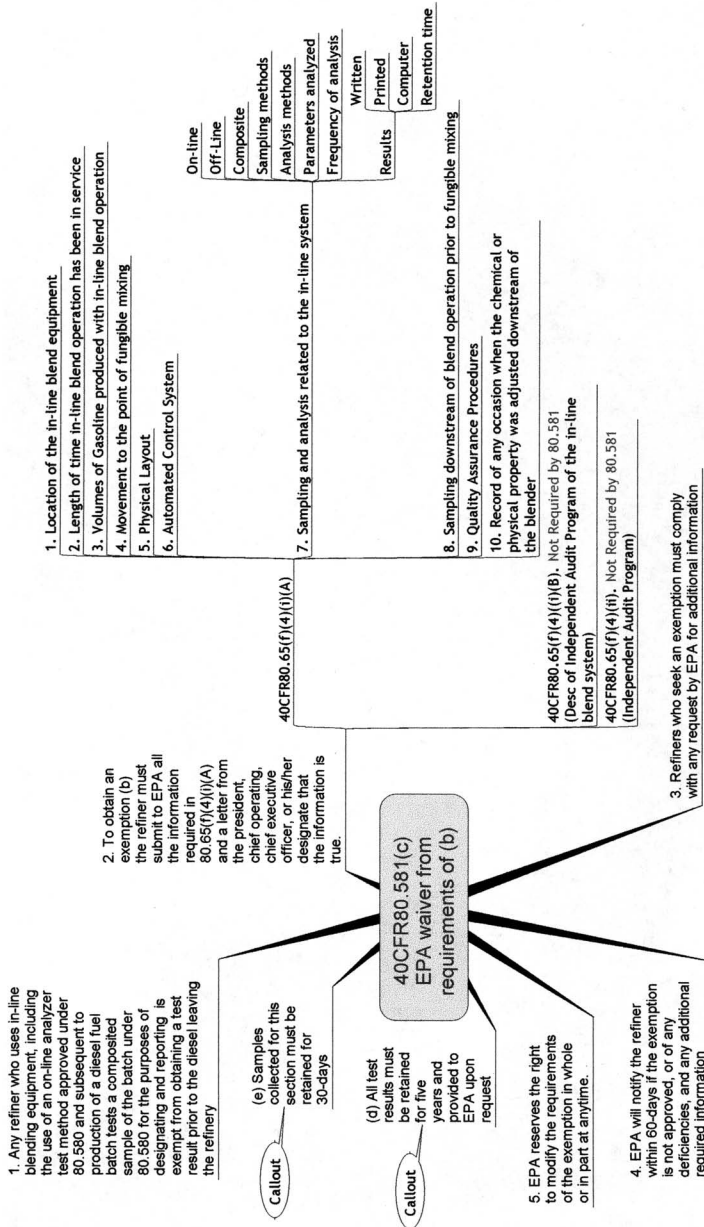 1. Any refiner who uses in-line
blending equipment, including
the use of an on-line analyzer
test method approved under
80.580 and subsequent to
production of a diesel fuel
batch tests a composited
sample of the batch under
80.580 for the purposes of
designating and reporting is
exempt from obtaining a test
result prior to the diesel leaving
the refinery
Callout
(e) Samples
collected for this
section must be
retained for
30-days
Callout
(d) All test
results must
be retained
for five
years and
provided to
EPA upon
request
5. EPA reserves the right
to modify the requirements
of the exemption in whole
or in part at anytime.
4. EPA will notify the refiner
within 60-days if the exemption
is not approved, or of any
deficiencies, and any additional
required information
40CFR80.581(c)
EPA waiver from
requirements of (b)
2. To obtain an
exemption (b)
the refiner must
submit to EPA all
the information
required in
80.65(f)(4)(i)(A)
and a letter from
the president,
chief operating,
chief executive
officer, or his/her
designate that
the information is
true.
40CFR80.65(f)(4)(i)(A)
1. Location of the in-line blend equipment
2. Length of time in-line blend operation has been in service
3. Volumes of Gasoline produced with in-line blend operation
4. Movement to the point of fungible mixing
5. Physical Layout
6. Automated Control System
7. Sampling and analysis related to the in-line system
On-line
Off-Line
Composite
Sampling methods
Analysis methods
Parameters analyzed
Frequency of analysis
Results
Written
Printed
Computer
Retention time
8. Sampling downstream of blend operation prior to fungible mixing
9. Quality Assurance Procedures
10. Record of any occasion when the chemical or
physical property was adjusted downstream of
the blender
40CFR80.65(f)(4)((i)(B). Not Required by 80.581
(Desc of Independent Audit Program of the in-line
blend system)
40CFR80.65(f)(4)(ii). Not Required by 80.581
(Independent Audit Program)
3. Refiners who seek an exemption must comply
with any request by EPA for additional information